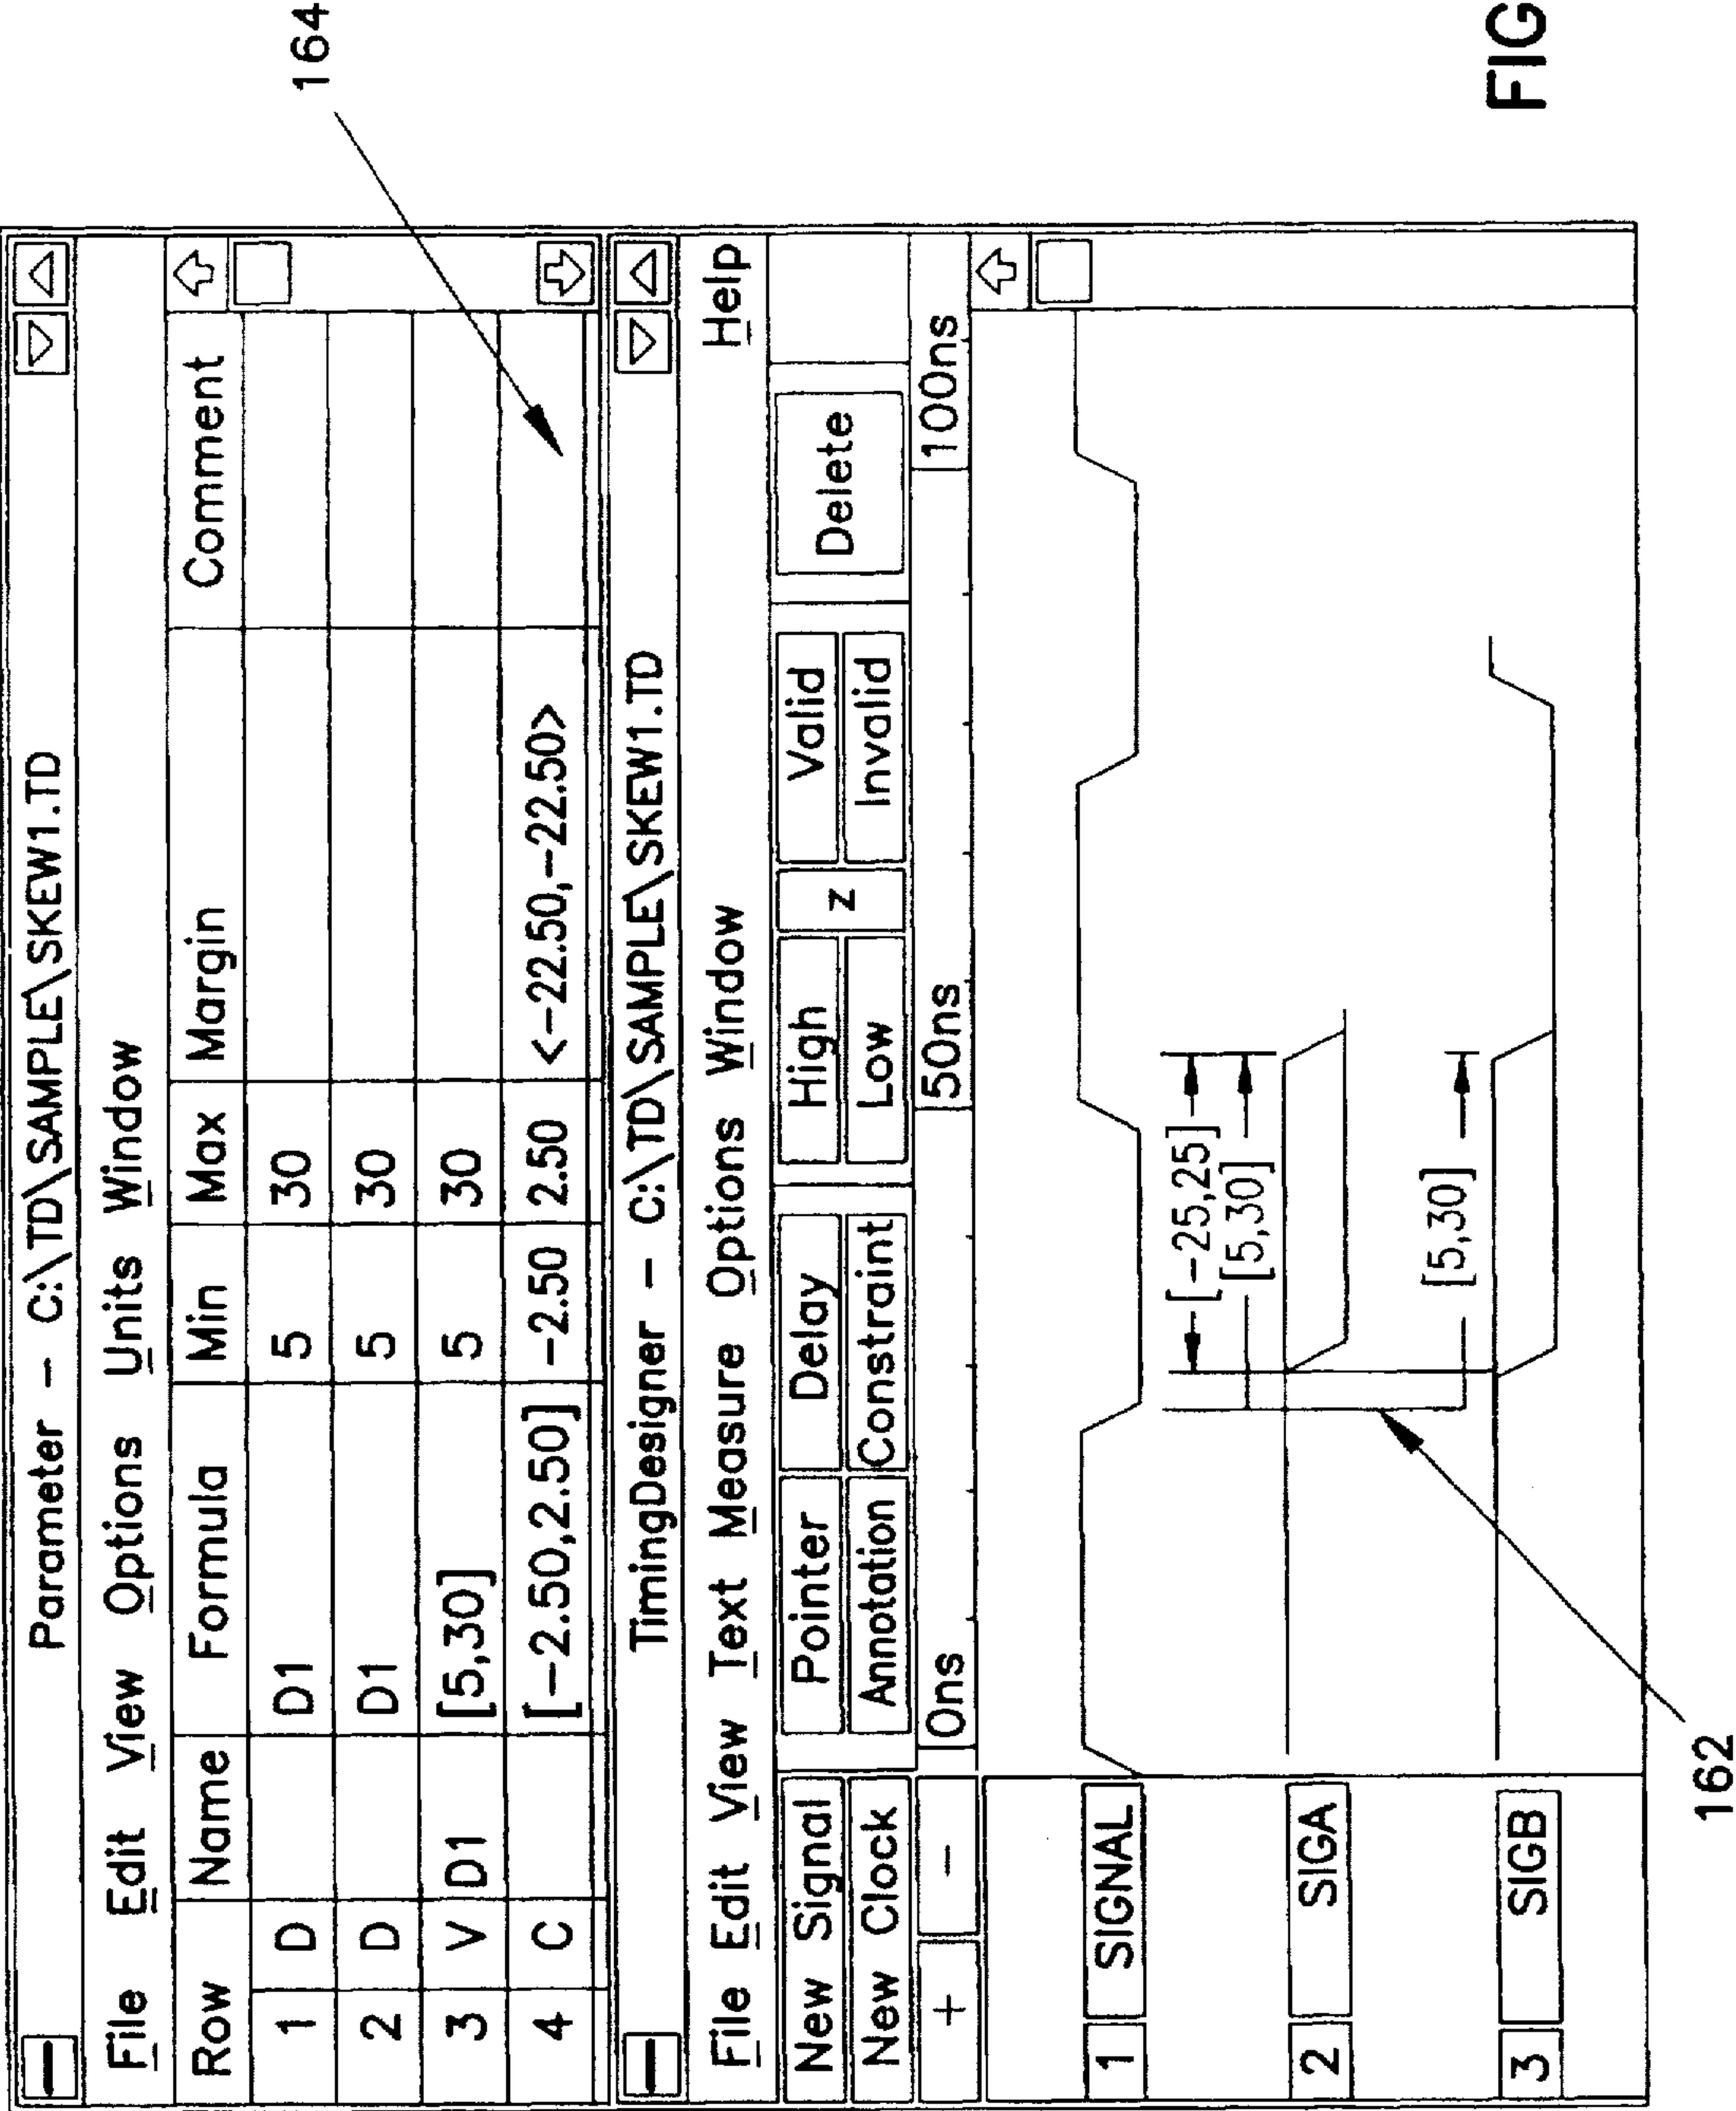 Parameter - C:\TD\SAMPLE\SKEW1.TD
File Edit View Options Units Window
Row Name Formula Min Max Margin Comment
1 D D1 5 30
2 D D1 5 30
3 V D1 [5,30] 5 30
4 C [-2.50,2.50] -2.50 2.50 <-22.50,-22.50>
164
TimingDesigner - C:\TD\SAMPLE\SKEW1.TD
File Edit View Text Measure Options Window Help
New Signal Pointer Delay High z Valid Delete
New Clock Annotation Constraint Low Invalid
+ - 0ns 50ns 100ns
1 SIGNAL
[-25,25]
[5,30]
2 SIGA
[5,30]
3 SIGB
162
FIG